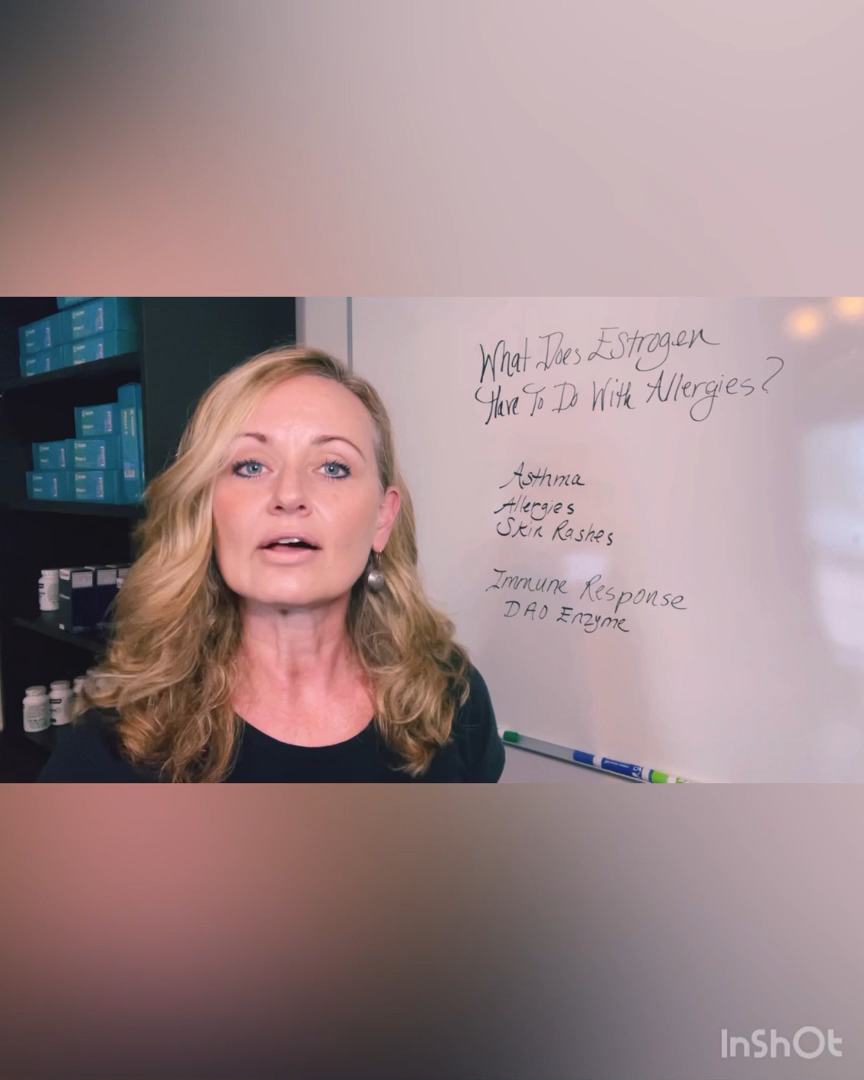 What Does Estrogen
Have To Do With Allergies?
Asthma
Allergies
Skin Rashes
Immune Response
DAO Enzyme
InShOt